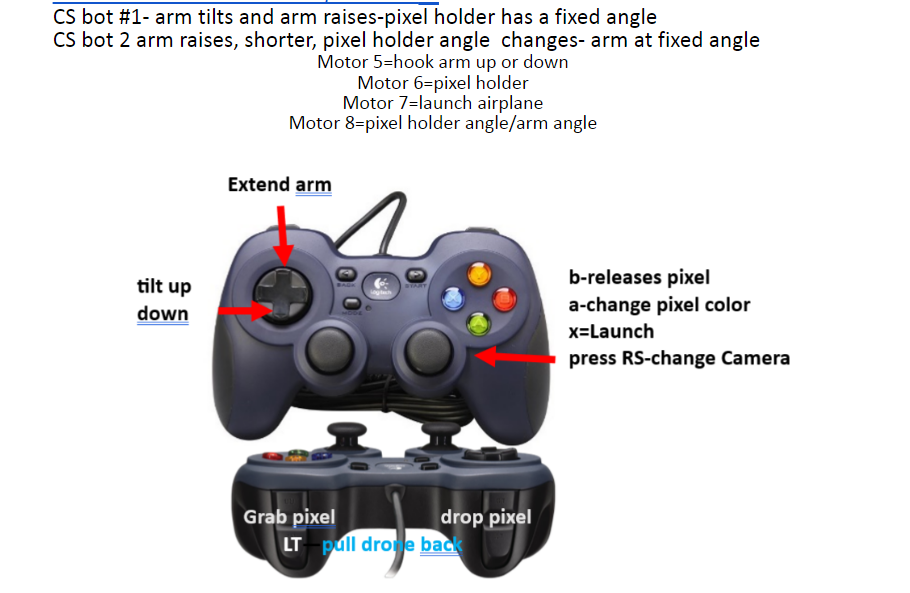 CS bot #1- arm tilts and arm raises-pixel holder has a fixed angle
CS bot 2 arm raises, shorter, pixel holder angle  changes- arm at fixed angle
Motor 5=hook arm up or down
Motor 6=pixel holder
Motor 7=launch airplane
Motor 8=pixel holder angle/arm angle
Extend arm
tilt up
down
b-releases pixel
a-change pixel color
x=Launch
press RS-change Camera
Grab pixel
drop pixel
LT—pull drone back